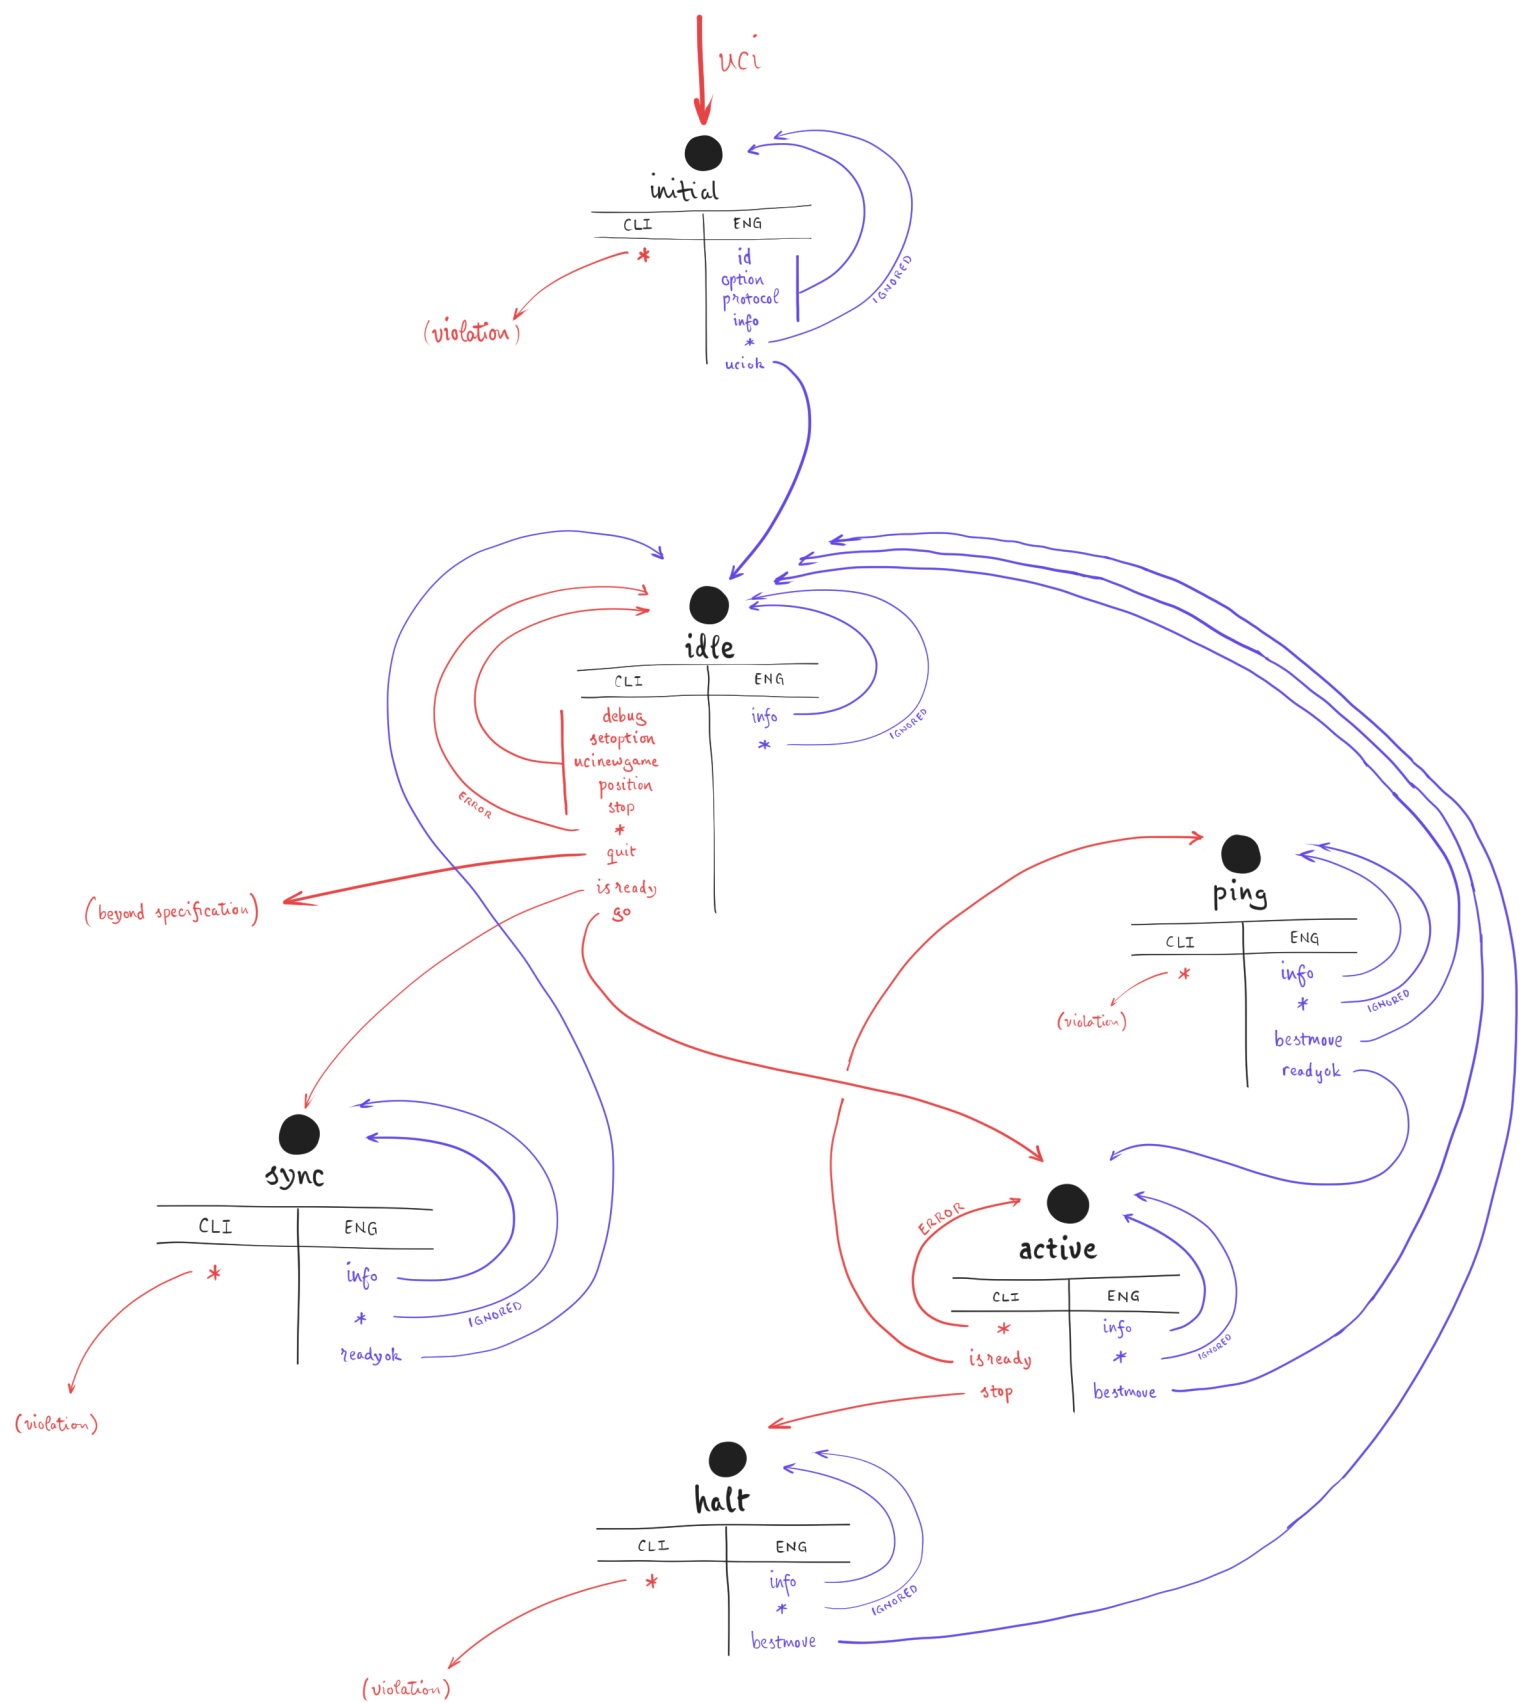 uci
initial
CLI ENG
* id
option
protocol
info
*
uciok
IGNORED
(violation)
idle
CLI ENG
debug info
setoption *
ucinewgame
position
stop
*
quit
isready
go
IGNORED
ERROR
(beyond specification)
ping
CLI ENG
* info
*
bestmove
readyok
IGNORED
(violation)
sync
CLI ENG
* info
*
readyok
IGNORED
(violation)
active
CLI ENG
* info
isready *
stop bestmove
ERROR
IGNORED
halt
CLI ENG
* info
*
bestmove
IGNORED
(violation)